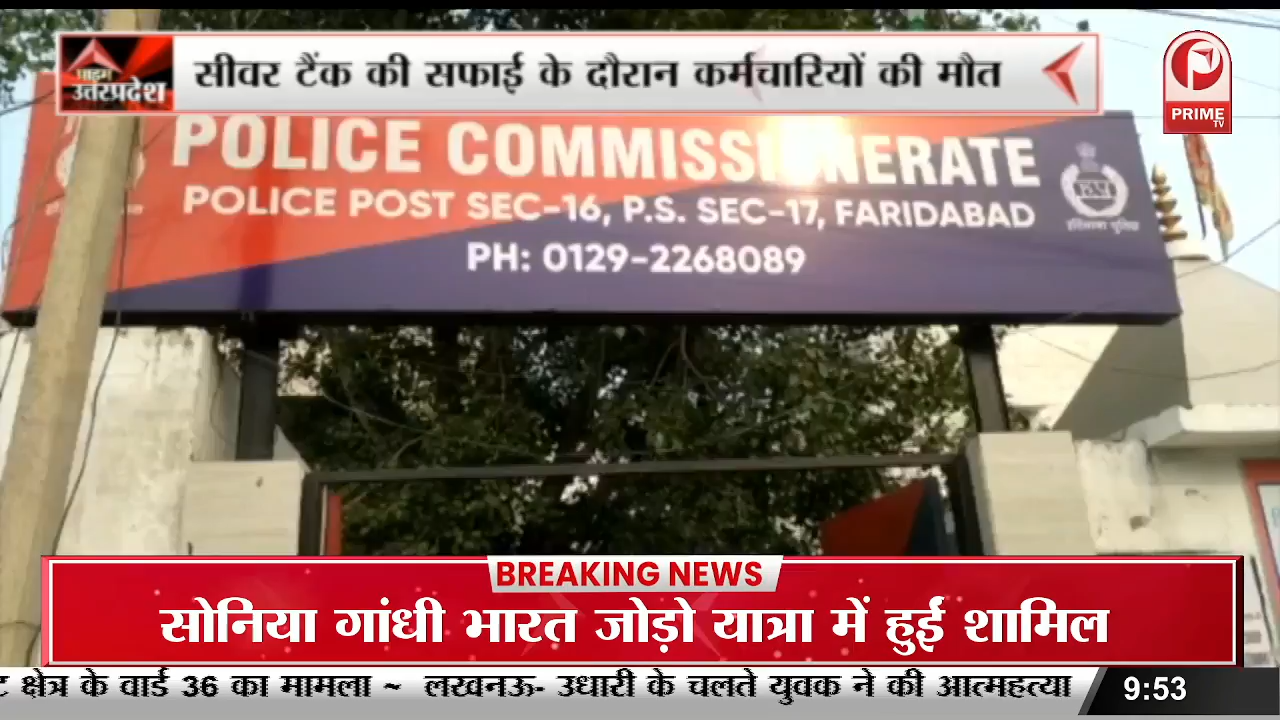 प्राइम
उत्तरप्रदेश
सीवर टैंक की सफाई के दौरान कर्मचारियों की मौत
PRIME
TV
POLICE COMMISSIONERATE
POLICE POST SEC-16, P.S. SEC-17, FARIDABAD
हरियाणा पुलिस
PH: 0129-2268089
BREAKING NEWS
सोनिया गांधी भारत जोड़ो यात्रा में हुई शामिल
ट क्षेत्र के वार्ड 36 का मामला ~ लखनऊ- उधारी के चलते युवक ने की आत्महत्या
9:53